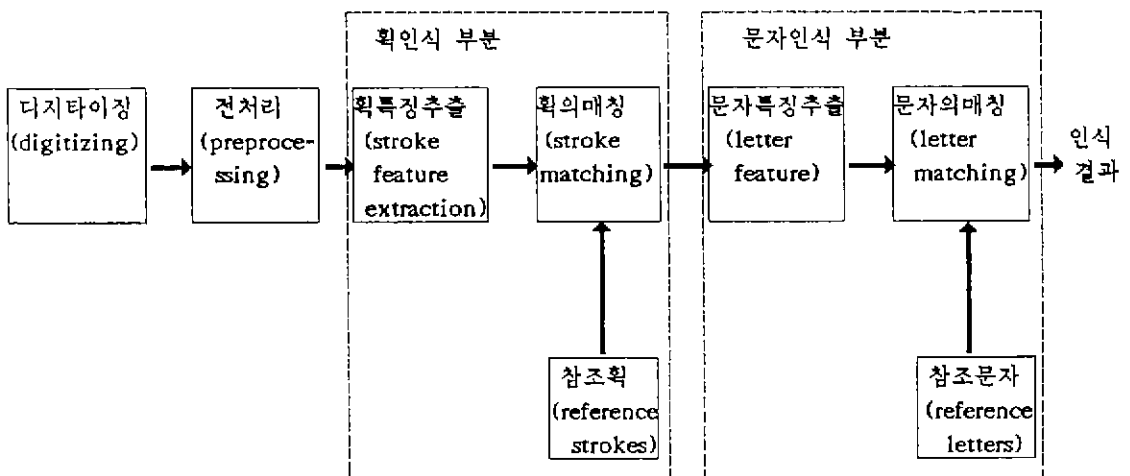 획인식 부분
문자인식 부분
디지타이징
(digitizing)
전처리
(preproce-
ssing)
획특징추출
(stroke
feature
extraction)
획의매칭
(stroke
matching)
문자특징추출
(letter
feature)
문자의매칭
(letter
matching)
인식
결과
참조획
(reference
strokes)
참조문자
(reference
letters)